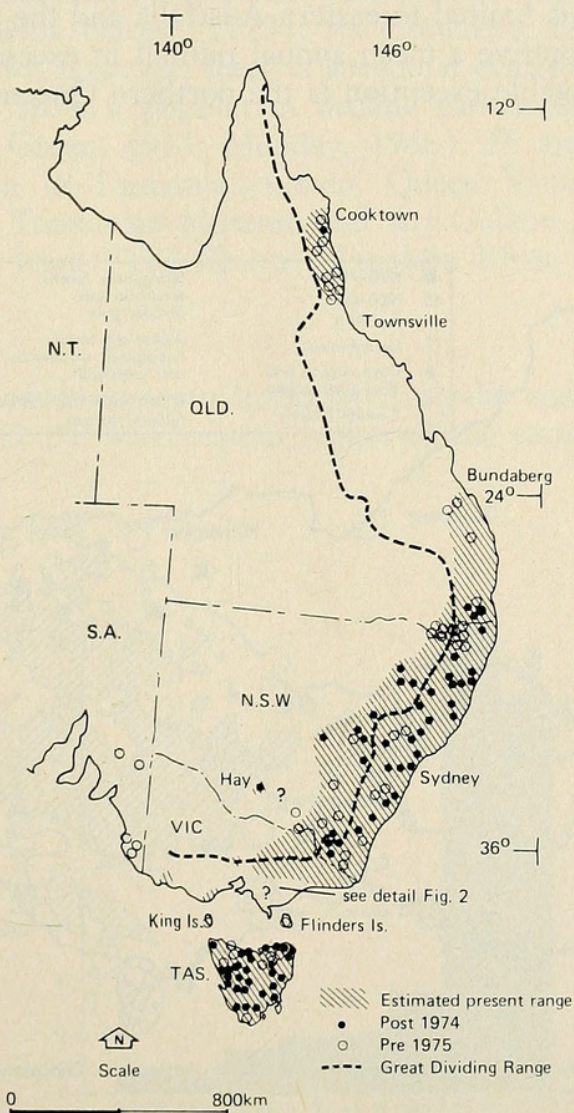 140°
146°
12°
Cooktown
Townsville
N.T.
QLD.
Bundaberg
24°
S.A.
N.S.W
Hay
?
Sydney
VIC
36°
?
see detail Fig. 2
King Is.
Flinders Is.
TAS.
Estimated present range
Post 1974
Pre 1975
Great Dividing Range
N
Scale
0 800km